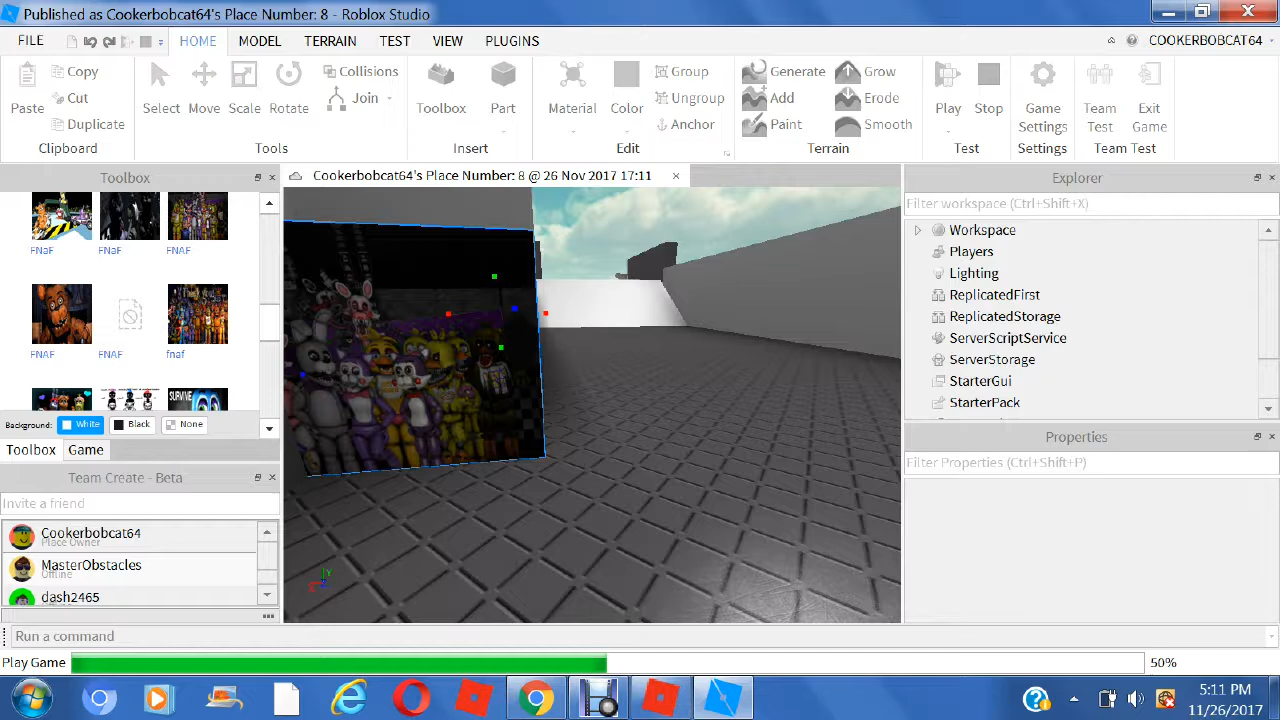 Published as Cookerbobcat64's Place Number: 8 - Roblox Studio
FILE HOME MODEL TERRAIN TEST VIEW PLUGINS COOKERBOBCAT64
Paste Copy Cut Duplicate
Clipboard
Select Move Scale Rotate Collisions Join
Tools
Toolbox Part
Insert
Material Color Group Ungroup Anchor
Edit
Generate Add Paint Grow Erode Smooth
Terrain
Play Stop
Test
Game Settings
Settings
Team Test Exit Game
Team Test
Toolbox
FNaF FNaF FNAF
FNAF FNAF fnaf
SURVIVE
Background: White Black None
Toolbox Game
Team Create - Beta
Invite a friend
Cookerbobcat64
Place Owner
MasterObstacles
Offline
dash2465
Cookerbobcat64's Place Number: 8 @ 26 Nov 2017 17:11
Y
Explorer
Filter workspace (Ctrl+Shift+X)
Workspace
Players
Lighting
ReplicatedFirst
ReplicatedStorage
ServerScriptService
ServerStorage
StarterGui
StarterPack
Properties
Filter Properties (Ctrl+Shift+P)
Run a command
Play Game 50%
5:11 PM
11/26/2017